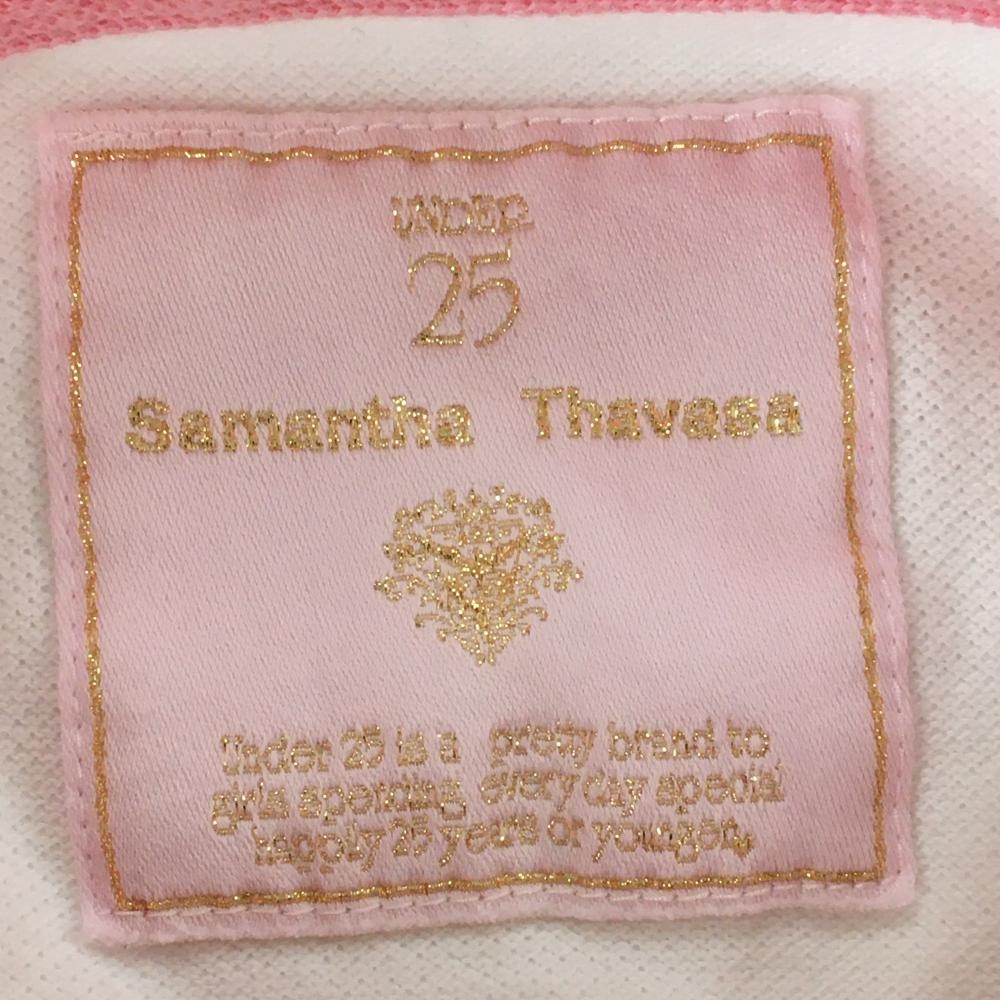 UNDER
25
Samantha Thavasa
Under 25 is a pretty brand to
girls spending every day special
happly 25 years or younger.